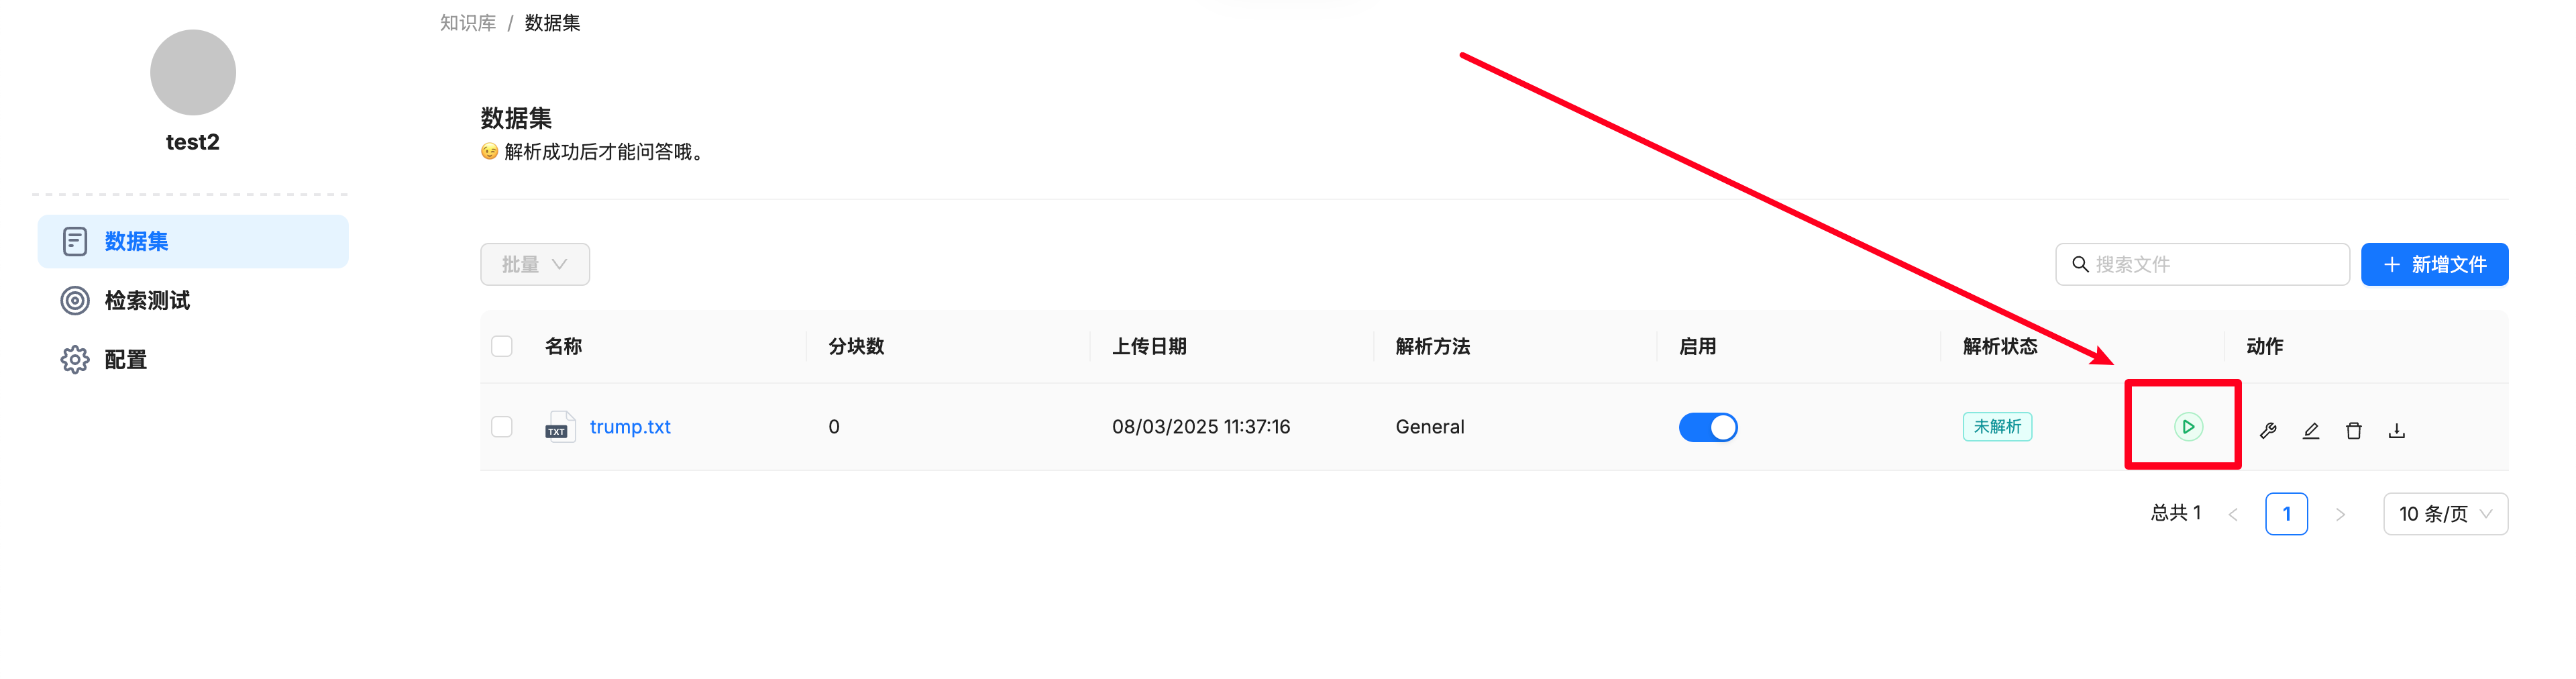 知识库 / 数据集
test2
数据集
检索测试
配置
数据集
😉 解析成功后才能问答哦。
批量
搜索文件
+ 新增文件
名称 分块数 上传日期 解析方法 启用 解析状态 动作
TXT trump.txt 0 08/03/2025 11:37:16 General 未解析
总共 1 < 1 > 10 条/页